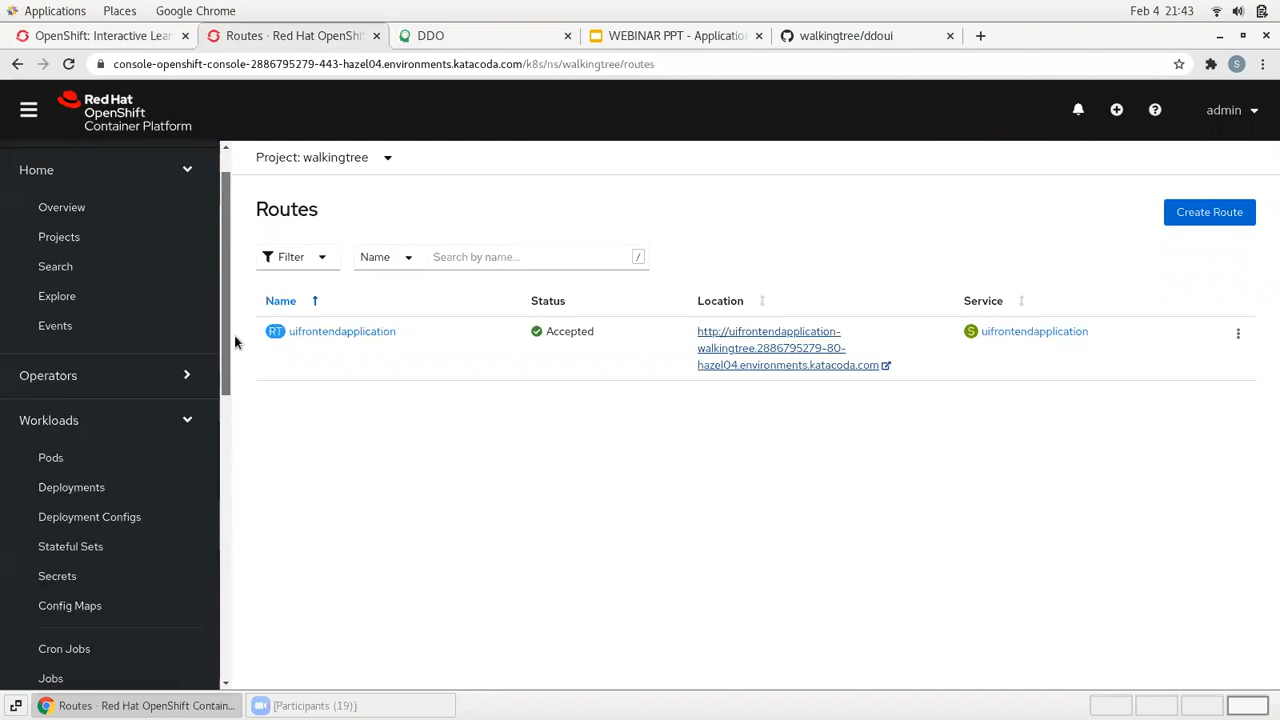 Applications Places Google Chrome Feb 4 21:43
OpenShift: Interactive Lear Routes · Red Hat OpenShi DDO WEBINAR PPT - Applicatio walkingtree/ddoui
console-openshift-console-2886795279-443-hazel04.environments.katacoda.com/k8s/ns/walkingtree/routes S
Red Hat
OpenShift
Container Platform
admin
Home
Overview
Projects
Search
Explore
Events
Operators
Workloads
Pods
Deployments
Deployment Configs
Stateful Sets
Secrets
Config Maps
Cron Jobs
Jobs
Project: walkingtree
Routes
Create Route
Filter Name Search by name... /
Name Status Location Service
RT uifrontendapplication Accepted http://uifrontendapplication-
walkingtree.2886795279-80-
hazel04.environments.katacoda.com S uifrontendapplication
Routes · Red Hat OpenShift Contain... [Participants (19)]